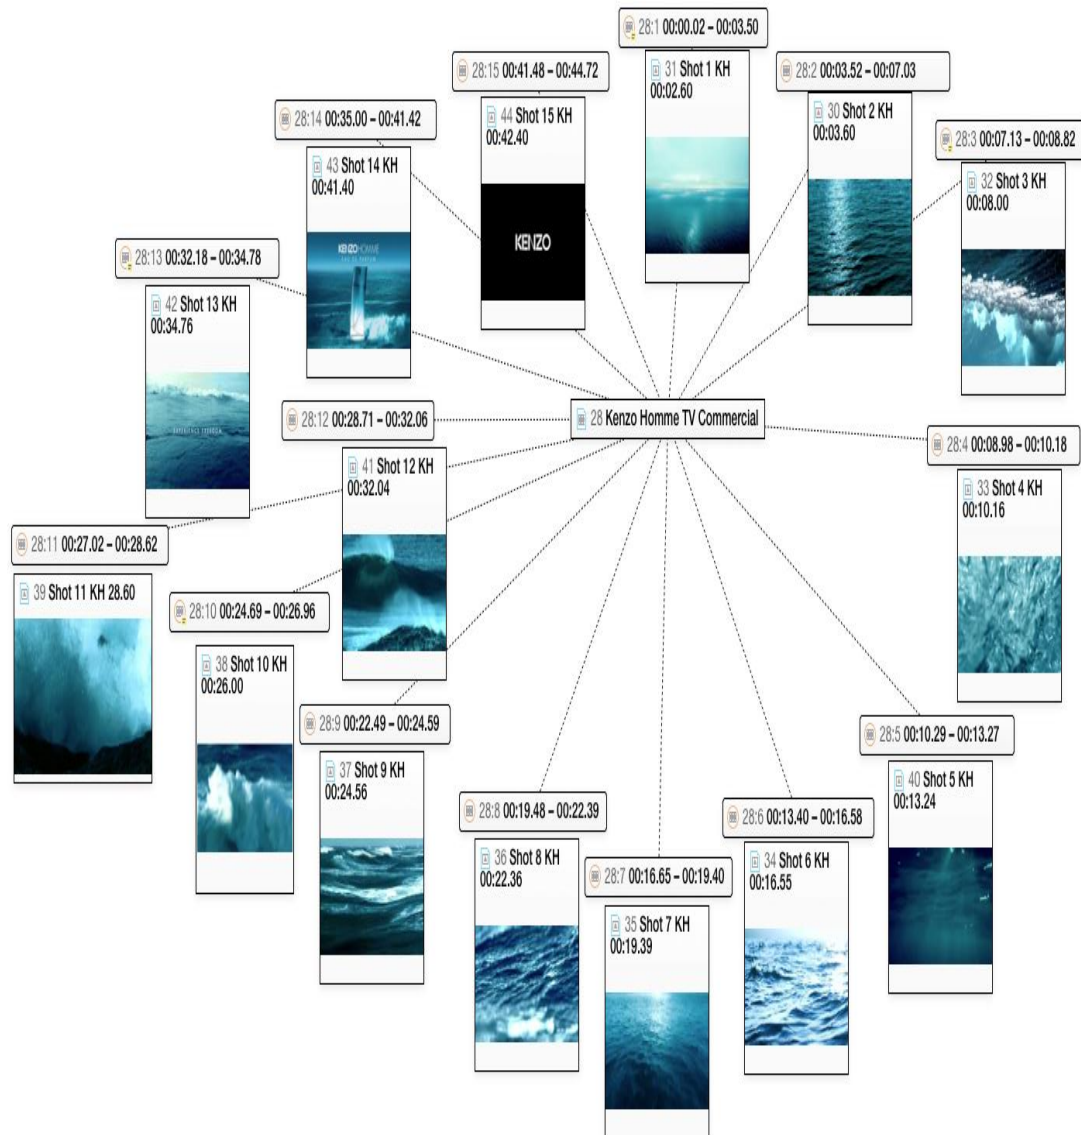 28:1 00:00.02 – 00:03.50
31 Shot 1 KH
00:02.60
28:2 00:03.52 – 00:07.03
30 Shot 2 KH
00:03.60
28:3 00:07.13 – 00:08.82
32 Shot 3 KH
00:08.00
28:4 00:08.98 – 00:10.18
33 Shot 4 KH
00:10.16
28:5 00:10.29 – 00:13.27
40 Shot 5 KH
00:13.24
28:6 00:13.40 – 00:16.58
34 Shot 6 KH
00:16.55
28:7 00:16.65 – 00:19.40
35 Shot 7 KH
00:19.39
28:8 00:19.48 – 00:22.39
36 Shot 8 KH
00:22.36
28:9 00:22.49 – 00:24.59
37 Shot 9 KH
00:24.56
28:10 00:24.69 – 00:26.96
38 Shot 10 KH
00:26.00
28:11 00:27.02 – 00:28.62
39 Shot 11 KH 28.60
28:12 00:28.71 – 00:32.06
41 Shot 12 KH
00:32.04
28:13 00:32.18 – 00:34.78
42 Shot 13 KH
00:34.76
EXPERIENCE FREEDOM
28:14 00:35.00 – 00:41.42
43 Shot 14 KH
00:41.40
KENZOHOMME
EAU DE PARFUM
28:15 00:41.48 – 00:44.72
44 Shot 15 KH
00:42.40
KENZO
28 Kenzo Homme TV Commercial